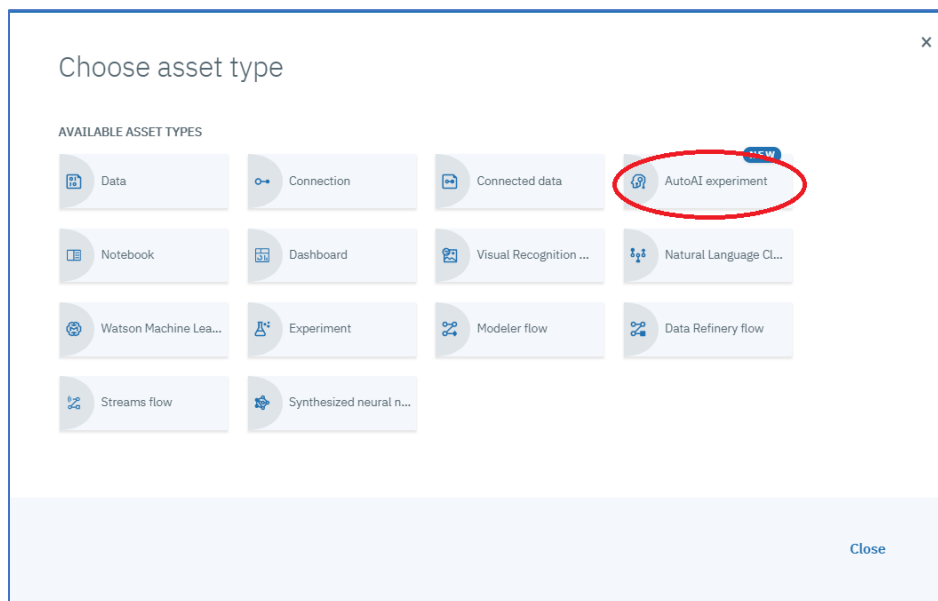 ×
Choose asset type
AVAILABLE ASSET TYPES
NEW
Data
Connection
Connected data
AutoAI experiment
Notebook
Dashboard
Visual Recognition ...
Natural Language Cl...
Watson Machine Lea...
Experiment
Modeler flow
Data Refinery flow
Streams flow
Synthesized neural n...
Close